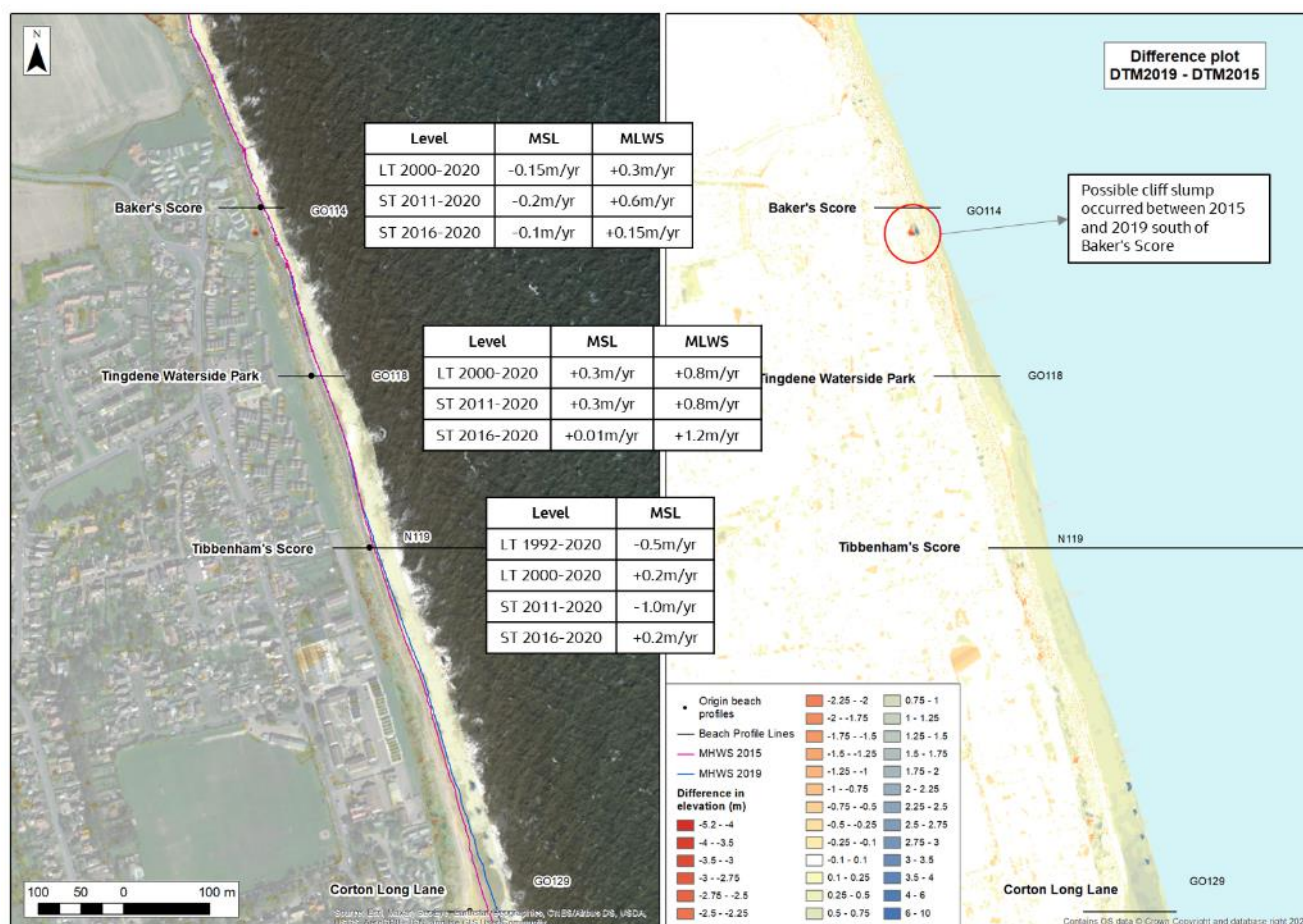 N
Difference plot
DTM2019 - DTM2015
Level MSL MLWS
LT 2000-2020 -0.15m/yr +0.3m/yr
ST 2011-2020 -0.2m/yr +0.6m/yr
ST 2016-2020 -0.1m/yr +0.15m/yr
Baker's Score
GO114
Baker's Score
GO114
Possible cliff slump
occurred between 2015
and 2019 south of
Baker's Score
Level MSL MLWS
LT 2000-2020 +0.3m/yr +0.8m/yr
ST 2011-2020 +0.3m/yr +0.8m/yr
ST 2016-2020 +0.01m/yr +1.2m/yr
Tingdene Waterside Park
GO118
Tingdene Waterside Park
GO118
Level MSL
LT 1992-2020 -0.5m/yr
LT 2000-2020 +0.2m/yr
ST 2011-2020 -1.0m/yr
ST 2016-2020 +0.2m/yr
Tibbenham's Score
N119
Tibbenham's Score
N119
Origin beach
profiles
Beach Profile Lines
MHWS 2015
MHWS 2019
Difference in
elevation (m)
-5.2 - -4
-4 - -3.5
-3.5 - -3
-3 - -2.75
-2.75 - -2.5
-2.5 - -2.25
-2.25 - -2
-2 - -1.75
-1.75 - -1.5
-1.5 - -1.25
-1.25 - -1
-1 - -0.75
-0.75 - -0.5
-0.5 - -0.25
-0.25 - -0.1
-0.1 - 0.1
0.1 - 0.25
0.25 - 0.5
0.5 - 0.75
0.75 - 1
1 - 1.25
1.25 - 1.5
1.5 - 1.75
1.75 - 2
2 - 2.25
2.25 - 2.5
2.5 - 2.75
2.75 - 3
3 - 3.5
3.5 - 4
4 - 6
6 - 10
Corton Long Lane
GO129
Corton Long Lane
GO129
100 50 0 100 m
Contains OS data © Crown Copyright and database right